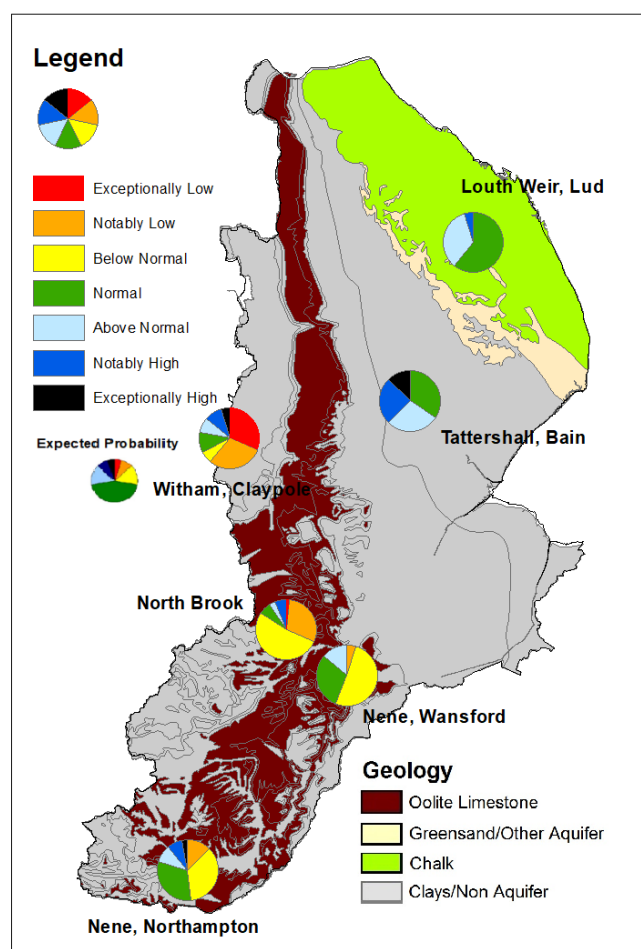 Legend
Exceptionally Low
Notably Low
Below Normal
Normal
Above Normal
Notably High
Exceptionally High
Expected Probability
Louth Weir, Lud
Tattershall, Bain
Witham, Claypole
North Brook
Nene, Wansford
Nene, Northampton
Geology
Oolite Limestone
Greensand/Other Aquifer
Chalk
Clays/Non Aquifer